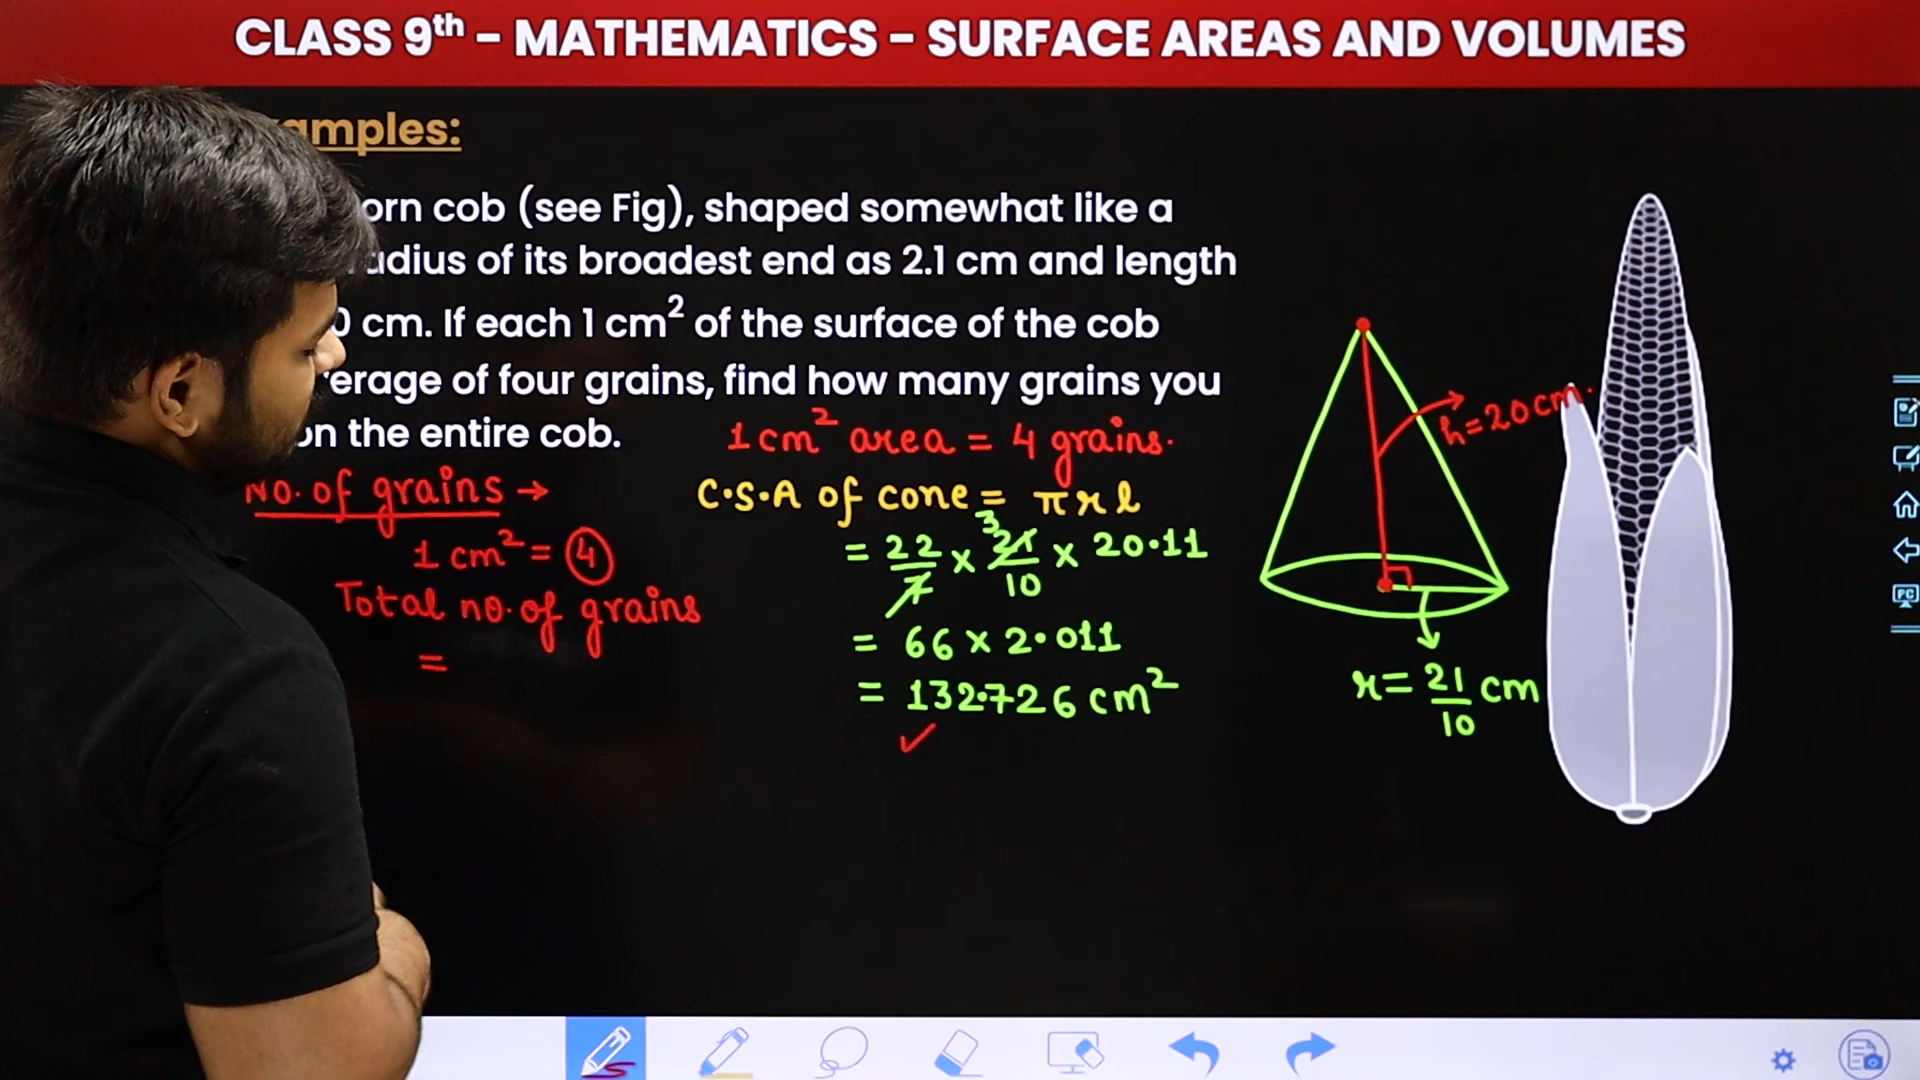 CLASS 9th - MATHEMATICS - SURFACE AREAS AND VOLUMES
amples:
orn cob (see Fig), shaped somewhat like a
adius of its broadest end as 2.1 cm and length
0 cm. If each 1 cm² of the surface of the cob
erage of four grains, find how many grains you
on the entire cob.
1 cm² area = 4 grains.
No. of grains →
1 cm² = 4
Total no. of grains
=
C.S.A of cone = πrl
= 22/7 × 3 21/10 × 20.11
= 66 × 2.011
= 132.726 cm²
h = 20 cm.
r = 21/10 cm
PC